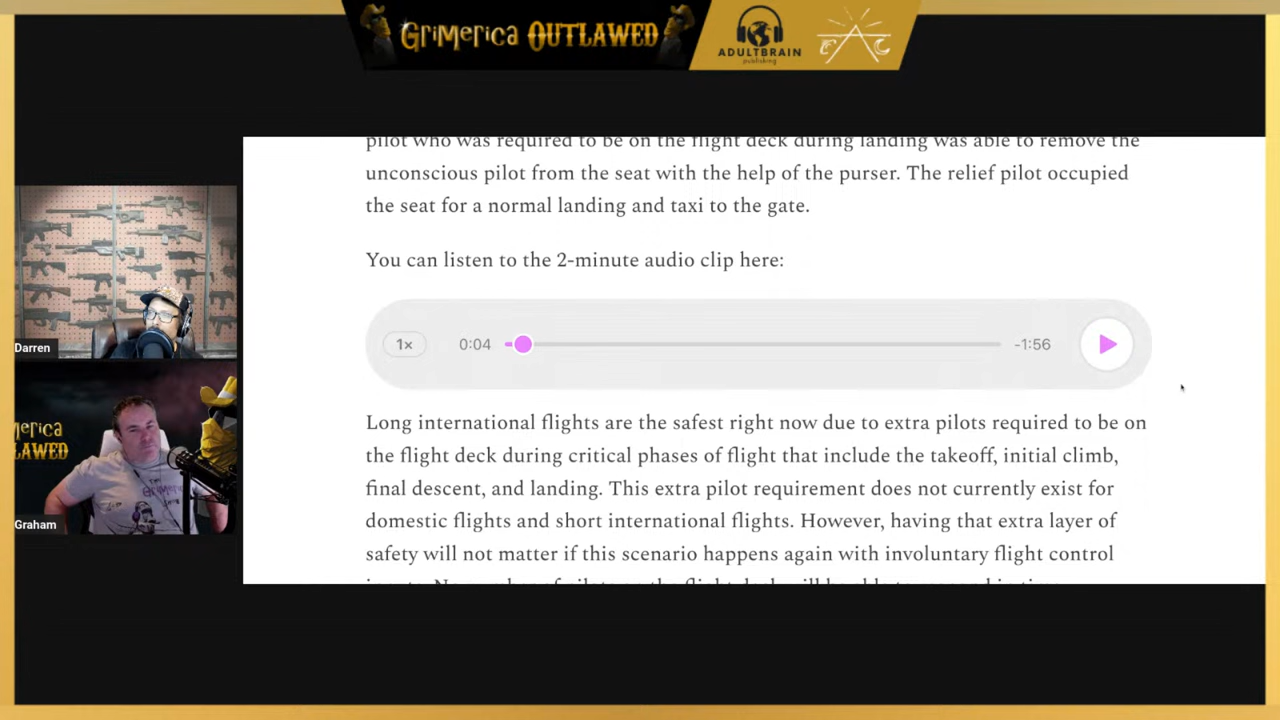 GriMerica OUTLAWED
ADULTBRAIN
publishing
pilot who was required to be on the flight deck during landing was able to remove the
unconscious pilot from the seat with the help of the purser. The relief pilot occupied
the seat for a normal landing and taxi to the gate.
You can listen to the 2-minute audio clip here:
1×
0:04
-1:56
Darren
merica
LAWED
Graham
Long international flights are the safest right now due to extra pilots required to be on
the flight deck during critical phases of flight that include the takeoff, initial climb,
final descent, and landing. This extra pilot requirement does not currently exist for
domestic flights and short international flights. However, having that extra layer of
safety will not matter if this scenario happens again with involuntary flight control